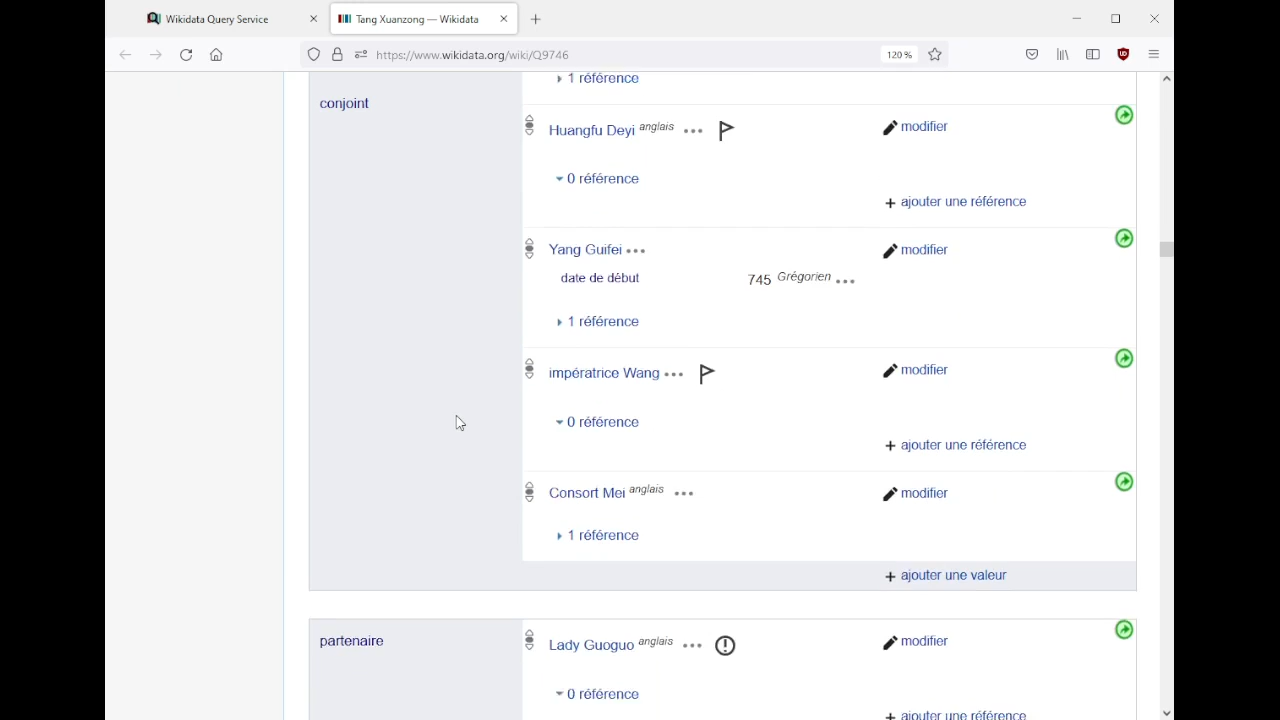 Wikidata Query Service
Tang Xuanzong — Wikidata
https://www.wikidata.org/wiki/Q9746
120 %
1 référence
conjoint
Huangfu Deyi anglais
modifier
0 référence
+ ajouter une référence
Yang Guifei
modifier
date de début
745 Grégorien
1 référence
impératrice Wang
modifier
0 référence
+ ajouter une référence
Consort Mei anglais
modifier
1 référence
+ ajouter une valeur
partenaire
Lady Guoguo anglais
modifier
0 référence
+ ajouter une référence